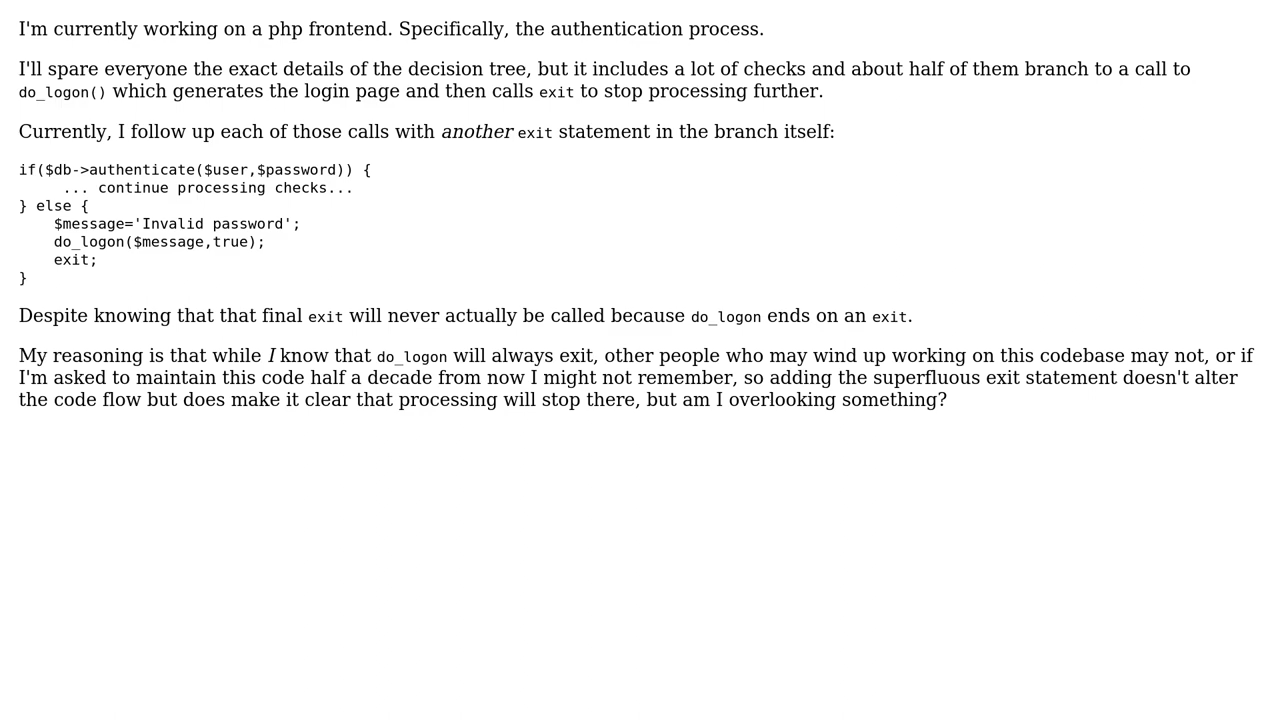 I'm currently working on a php frontend. Specifically, the authentication process.
I'll spare everyone the exact details of the decision tree, but it includes a lot of checks and about half of them branch to a call to
do_logon() which generates the login page and then calls exit to stop processing further.
Currently, I follow up each of those calls with another exit statement in the branch itself:
if($db->authenticate($user,$password)) {
     ... continue processing checks...
} else {
    $message='Invalid password';
    do_logon($message,true);
    exit;
}
Despite knowing that that final exit will never actually be called because do_logon ends on an exit.
My reasoning is that while I know that do_logon will always exit, other people who may wind up working on this codebase may not, or if
I'm asked to maintain this code half a decade from now I might not remember, so adding the superfluous exit statement doesn't alter
the code flow but does make it clear that processing will stop there, but am I overlooking something?